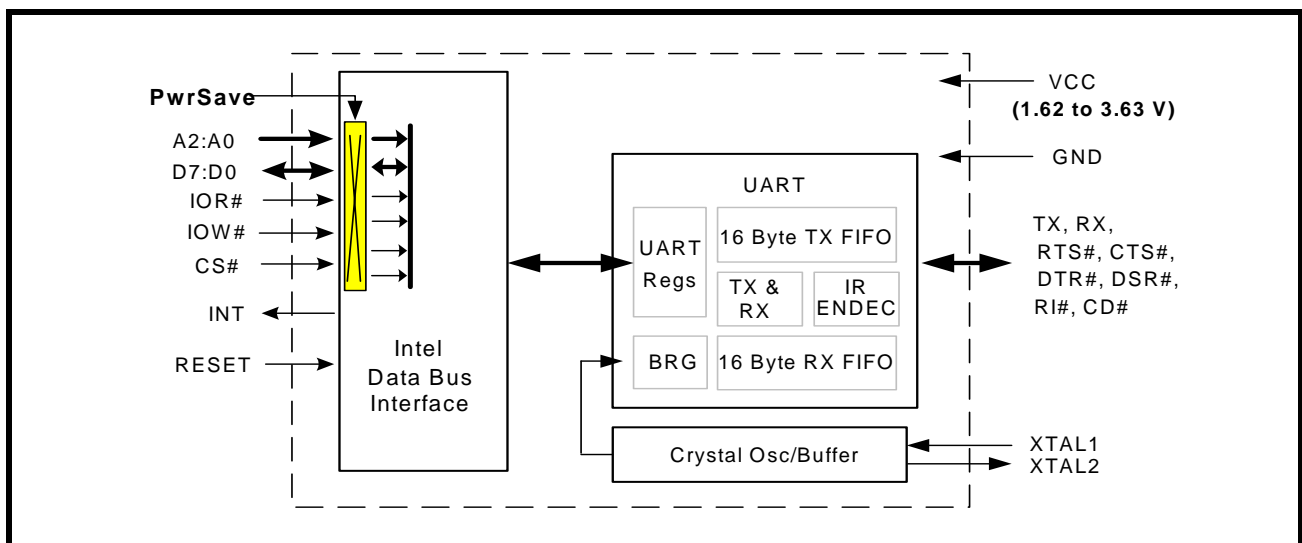 PwrSave
A2:A0
D7:D0
IOR#
IOW#
CS#
INT
RESET
Intel
Data Bus
Interface
UART
UART
Regs
16 Byte TX FIFO
TX &
RX
IR
ENDEC
BRG
16 Byte RX FIFO
Crystal Osc/Buffer
VCC
(1.62 to 3.63 V)
GND
TX, RX,
RTS#, CTS#,
DTR#, DSR#,
RI#, CD#
XTAL1
XTAL2